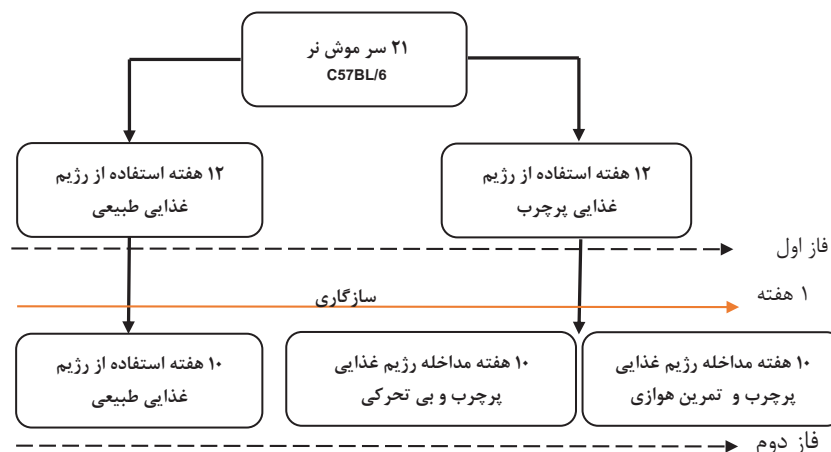 ۲۱ سر موش نر
C57BL/6
۱۲ هفته استفاده از رژیم
غذایی پرچرب
۱۲ هفته استفاده از رژیم
غذایی طبیعی
فاز اول
۱ هفته
سازگاری
۱۰ هفته مداخله رژیم غذایی
پرچرب و تمرین هوازی
۱۰ هفته مداخله رژیم غذایی
پرچرب و بی تحرکی
۱۰ هفته استفاده از رژیم
غذایی طبیعی
فاز دوم